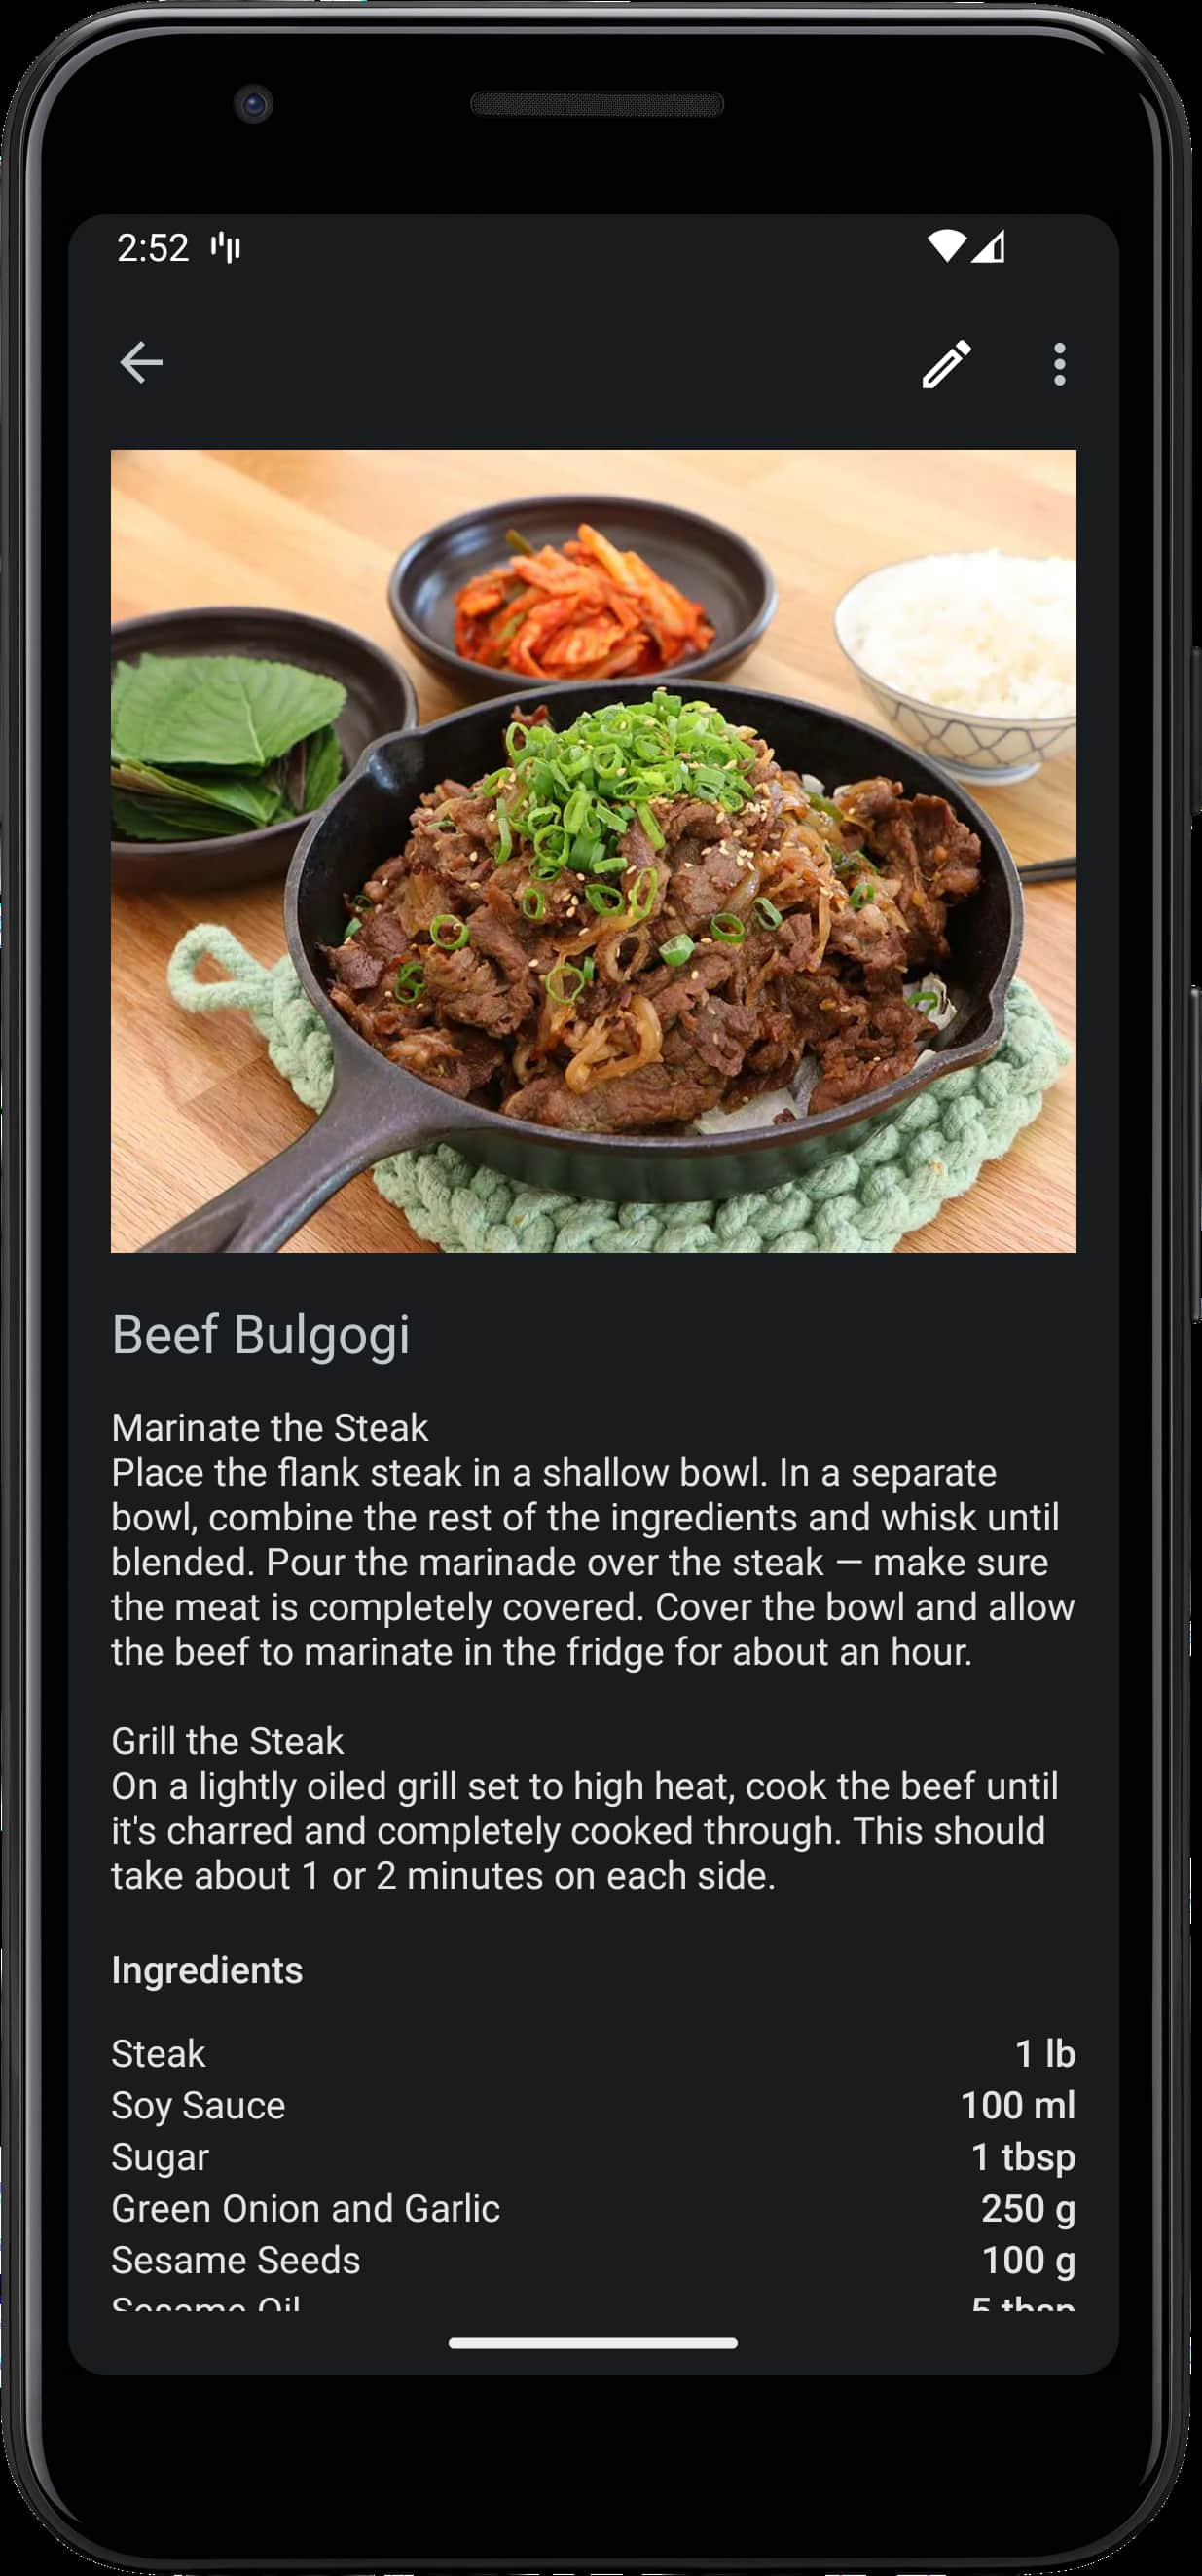 2:52
Beef Bulgogi
Marinate the Steak
Place the flank steak in a shallow bowl. In a separate
bowl, combine the rest of the ingredients and whisk until
blended. Pour the marinade over the steak — make sure
the meat is completely covered. Cover the bowl and allow
the beef to marinate in the fridge for about an hour.
Grill the Steak
On a lightly oiled grill set to high heat, cook the beef until
it's charred and completely cooked through. This should
take about 1 or 2 minutes on each side.
Ingredients
Steak 1 lb
Soy Sauce 100 ml
Sugar 1 tbsp
Green Onion and Garlic 250 g
Sesame Seeds 100 g
Sesame Oil 5 tbsp